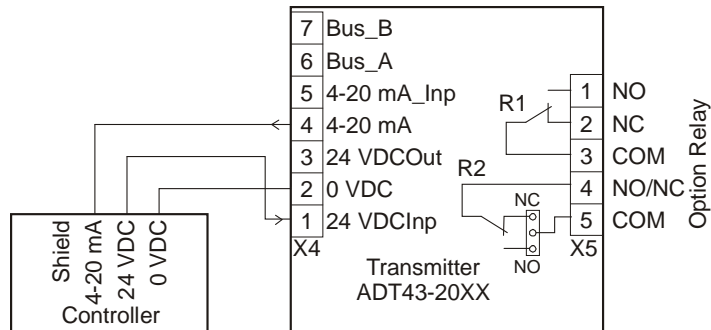 7 Bus_B
6 Bus_A
5 4-20 mA_Inp
4 4-20 mA
3 24 VDCOut
2 0 VDC
1 24 VDCInp
X4
R1
R2
1 NO
2 NC
3 COM
4 NO/NC
5 COM
X5
NC
NO
Option Relay
Transmitter
ADT43-20XX
Shield
4-20 mA
24 VDC
0 VDC
Controller